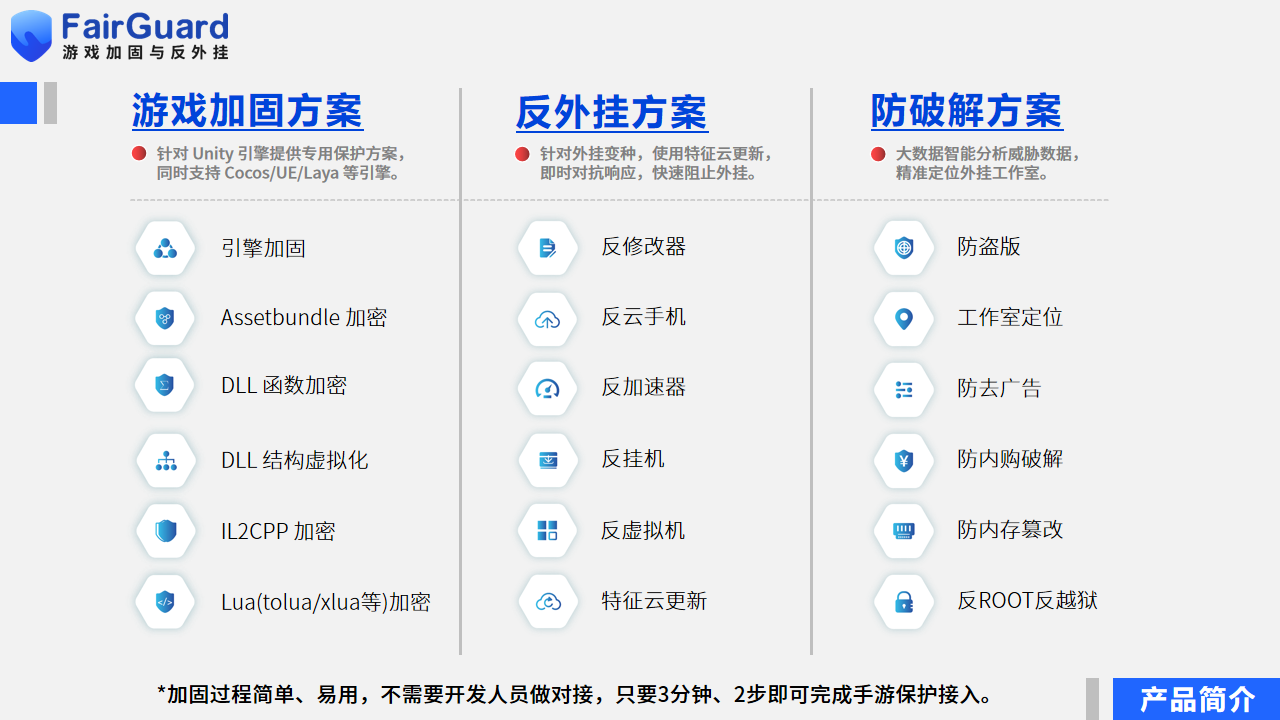 FairGuard
游戏加固与反外挂
游戏加固方案
针对 Unity 引擎提供专用保护方案，
同时支持 Cocos/UE/Laya 等引擎。
引擎加固
Assetbundle 加密
DLL 函数加密
DLL 结构虚拟化
IL2CPP 加密
Lua(tolua/xlua等)加密
反外挂方案
针对外挂变种，使用特征云更新，
即时对抗响应，快速阻止外挂。
反修改器
反云手机
反加速器
反挂机
反虚拟机
特征云更新
防破解方案
大数据智能分析威胁数据，
精准定位外挂工作室。
防盗版
工作室定位
防去广告
防内购破解
防内存篡改
反ROOT反越狱
*加固过程简单、易用，不需要开发人员做对接，只要3分钟、2步即可完成手游保护接入。
产品简介